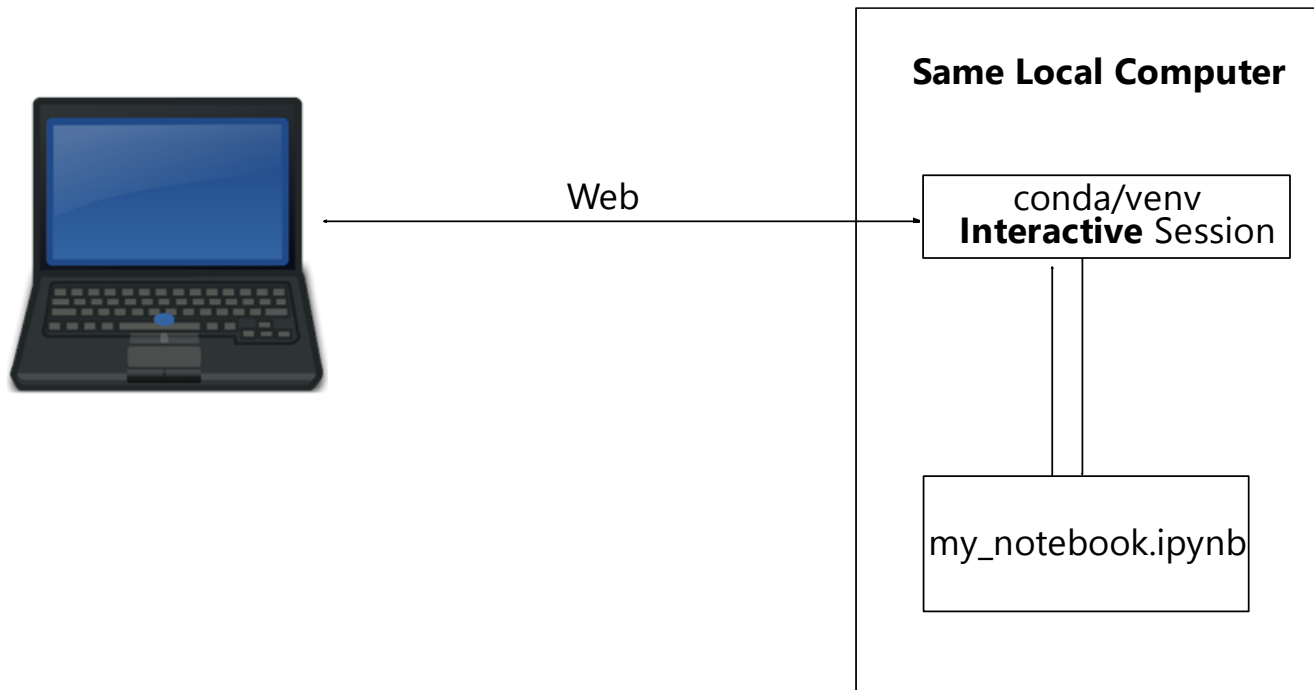 Same Local Computer
Web
conda/venv
Interactive Session
my_notebook.ipynb